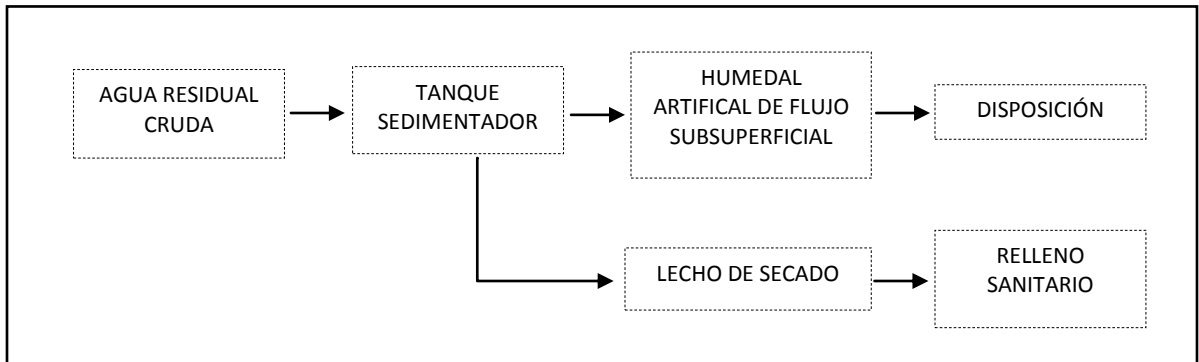 AGUA RESIDUAL
CRUDA
TANQUE
SEDIMENTADOR
HUMEDAL
ARTIFICAL DE FLUJO
SUBSUPERFICIAL
DISPOSICIÓN
LECHO DE SECADO
RELLENO
SANITARIO